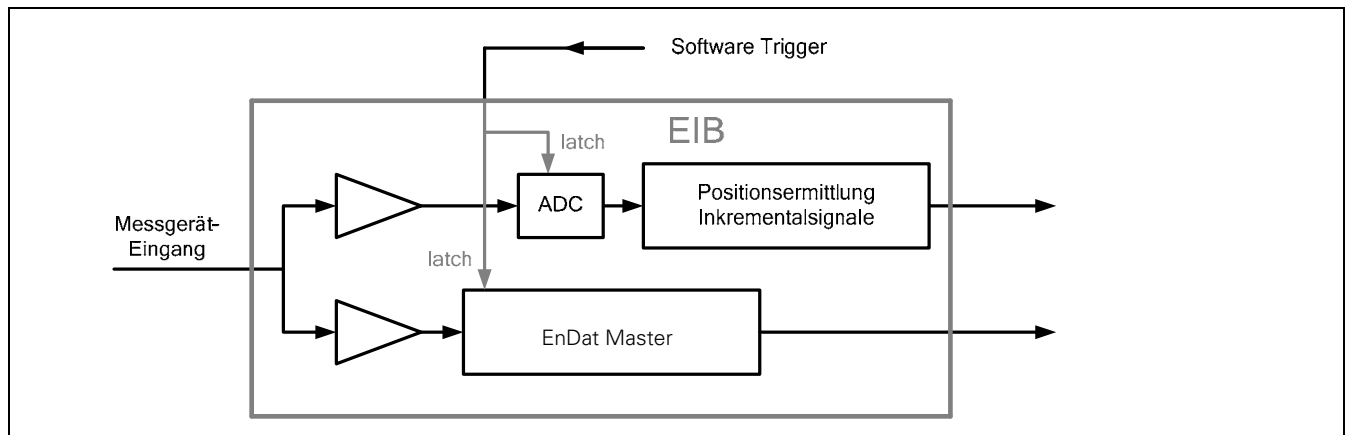 Software Trigger
EIB
latch
ADC
Positionsermittlung
Inkrementalsignale
Messgerät-
Eingang
latch
EnDat Master